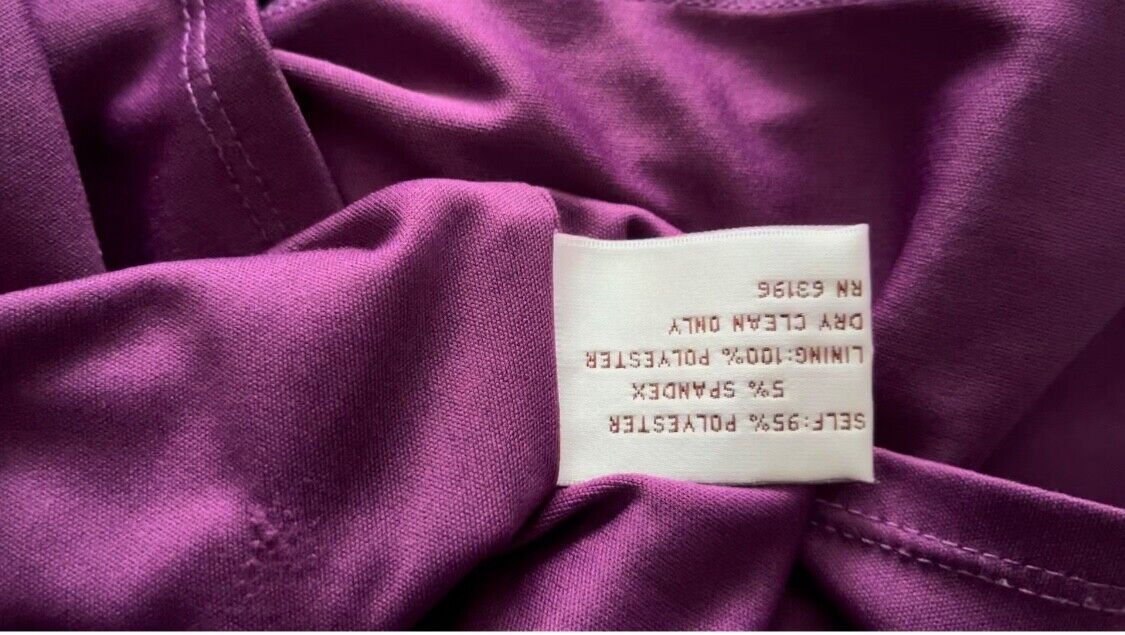 SELF:95% POLYESTER
5% SPANDEX
LINING:100% POLYESTER
DRY CLEAN ONLY
RN 63196